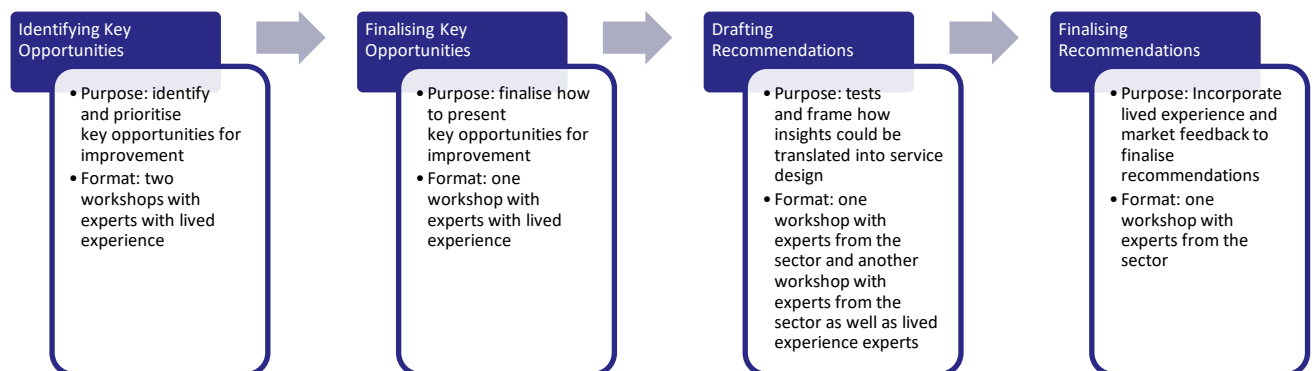 Identifying Key
Opportunities
• Purpose: identify
and prioritise
key opportunities for
improvement
• Format: two
workshops with
experts with lived
experience
Finalising Key
Opportunities
• Purpose: finalise how
to present
key opportunities for
improvement
• Format: one
workshop with
experts with lived
experience
Drafting
Recommendations
• Purpose: tests
and frame how
insights could be
translated into service
design
• Format: one
workshop with
experts from the
sector and another
workshop with
experts from the
sector as well as lived
experience experts
Finalising
Recommendations
• Purpose: Incorporate
lived experience and
market feedback to
finalise
recommendations
• Format: one
workshop with
experts from the
sector